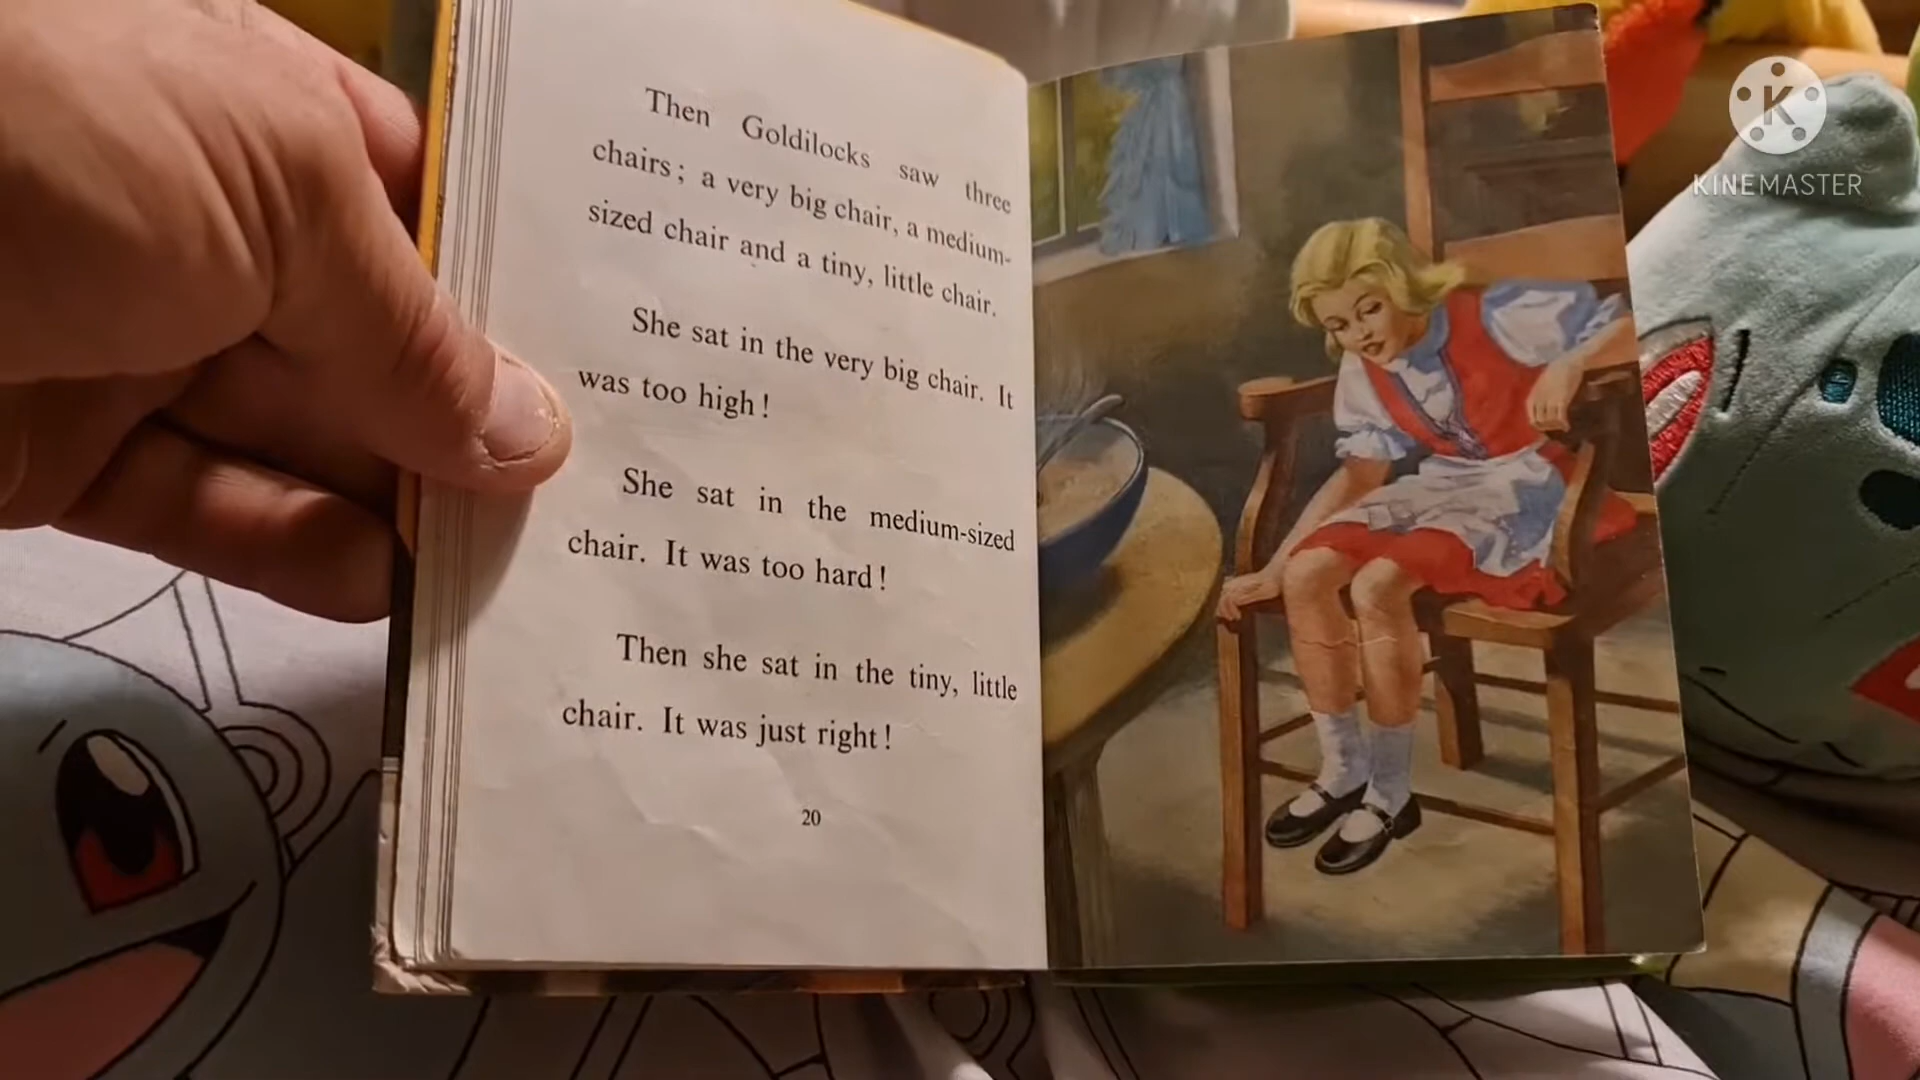 Then Goldilocks saw three
chairs; a very big chair, a medium-
sized chair and a tiny, little chair.
She sat in the very big chair. It
was too high!
She sat in the medium-sized
chair. It was too hard!
Then she sat in the tiny, little
chair. It was just right!
20
K
KINEMASTER